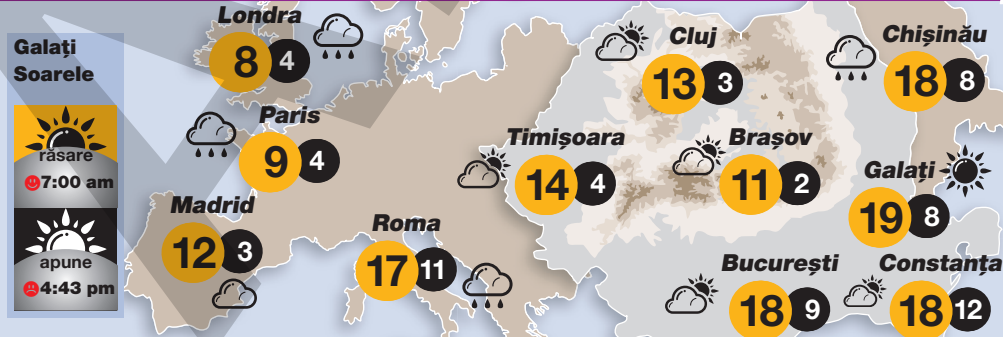 Galați
Soarele
răsare
7:00 am
apune
4:43 pm
Londra
8 4
Paris
9 4
Madrid
12 3
Roma
17 11
Timișoara
14 4
Cluj
13 3
Brașov
11 2
Chișinău
18 8
Galați
19 8
București
18 9
Constanța
18 12